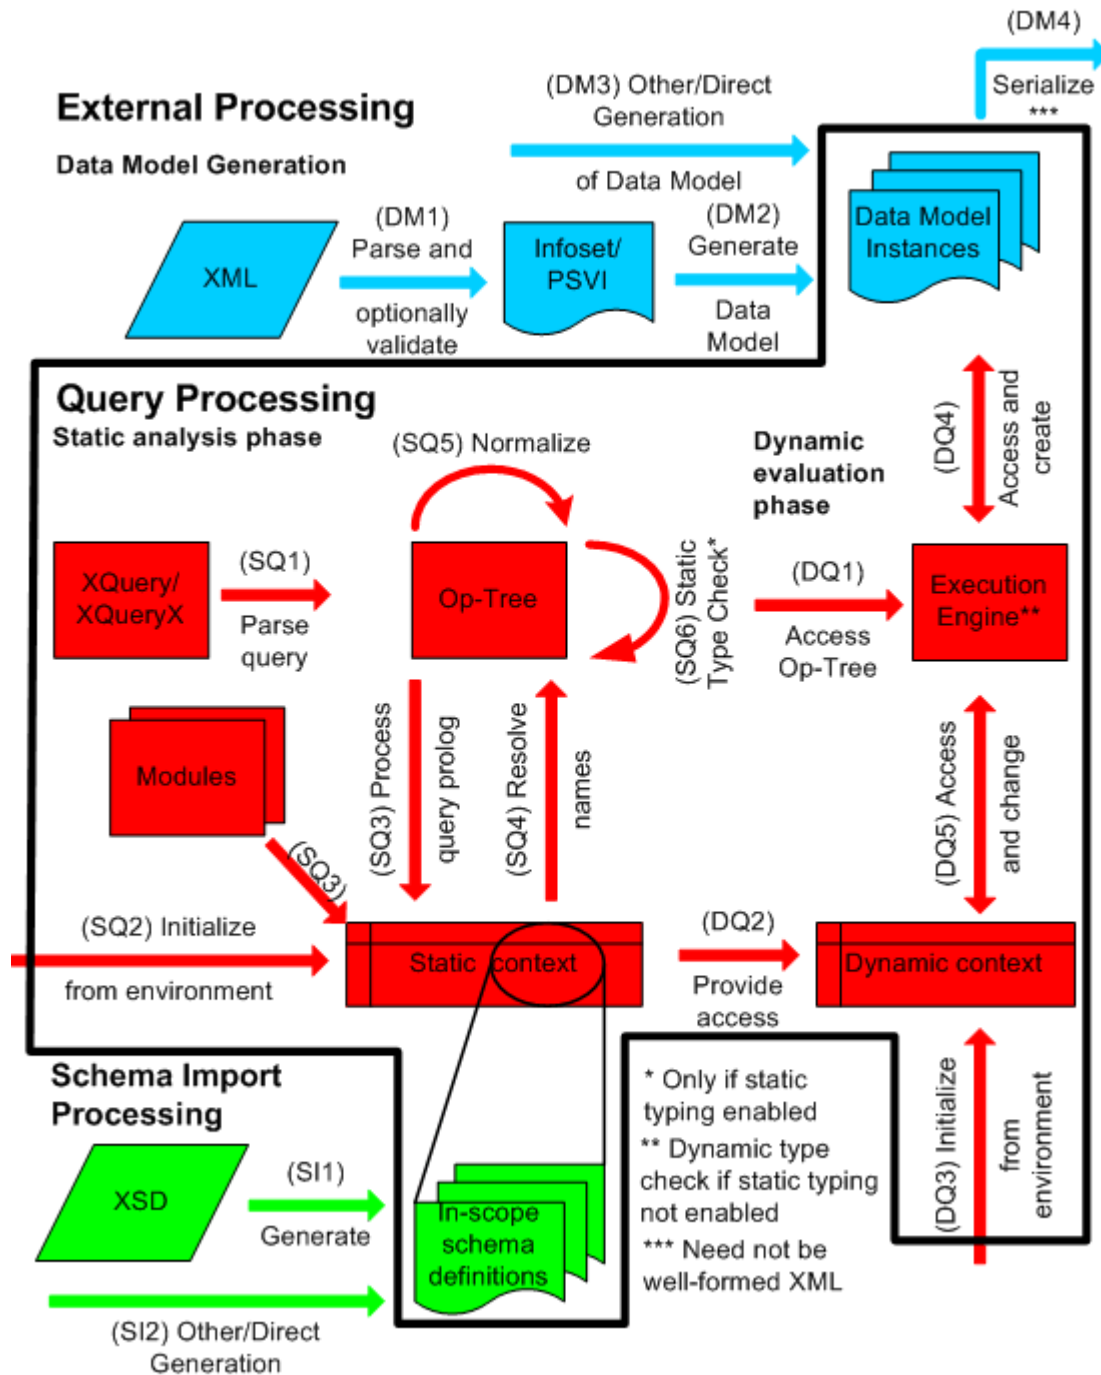 (DM4)
Serialize
***
External Processing
Data Model Generation
(DM3) Other/Direct
Generation
of Data Model
XML
(DM1)
Parse and
optionally
validate
Infoset/
PSVI
(DM2)
Generate
Data
Model
Data Model
Instances
Query Processing
Static analysis phase
(SQ5) Normalize
Dynamic
evaluation
phase
(DQ4)
Access and
create
XQuery/
XQueryX
(SQ1)
Parse
query
Op-Tree
(SQ6) Static
Type Check*
(DQ1)
Access
Op-Tree
Execution
Engine**
Modules
(SQ3)
(SQ3) Process
query prolog
(SQ4) Resolve
names
(DQ5) Access
and change
(SQ2) Initialize
from environment
Static context
(DQ2)
Provide
access
Dynamic context
Schema Import
Processing
XSD
(SI1)
Generate
(SI2) Other/Direct
Generation
In-scope
schema
definitions
* Only if static
typing enabled
** Dynamic type
check if static typing
not enabled
*** Need not be
well-formed XML
(DQ3) Initialize
from
environment